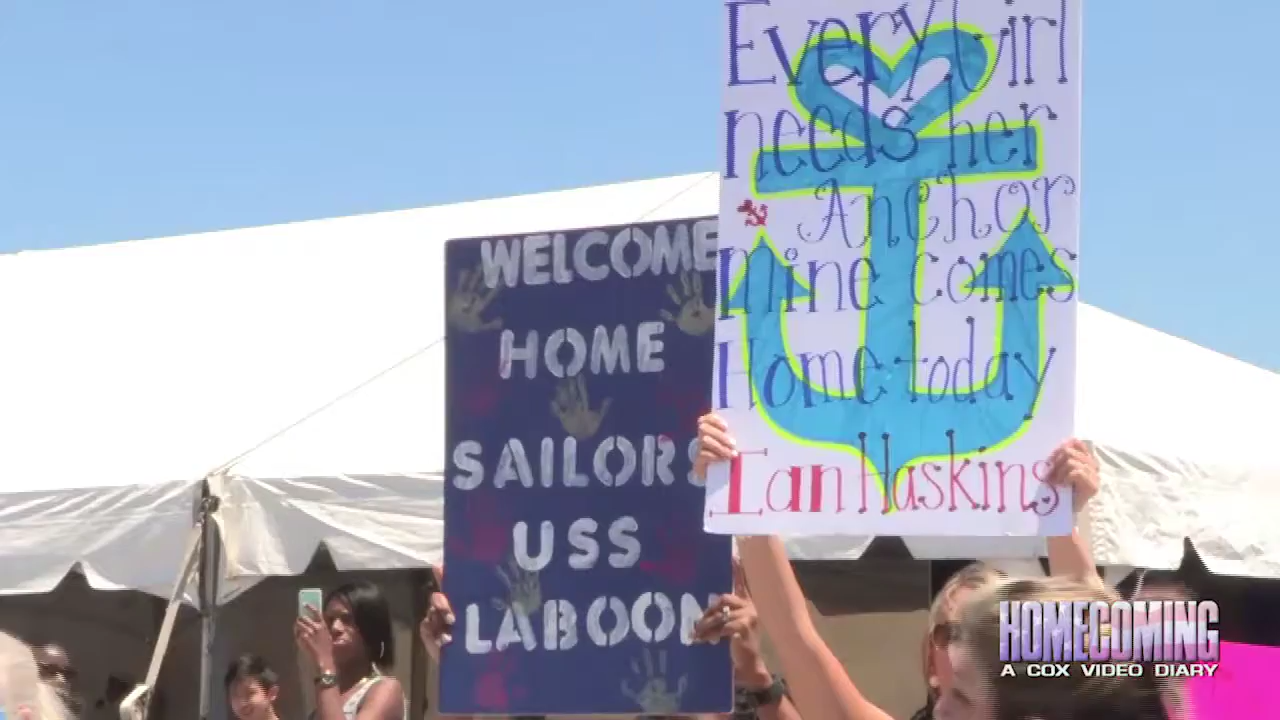 WELCOME
HOME
SAILORS
USS
LABOON
Every Girl
needs her
Anchor
mine comes
Home today
Ian Haskins
HOMECOMING
A COX VIDEO DIARY